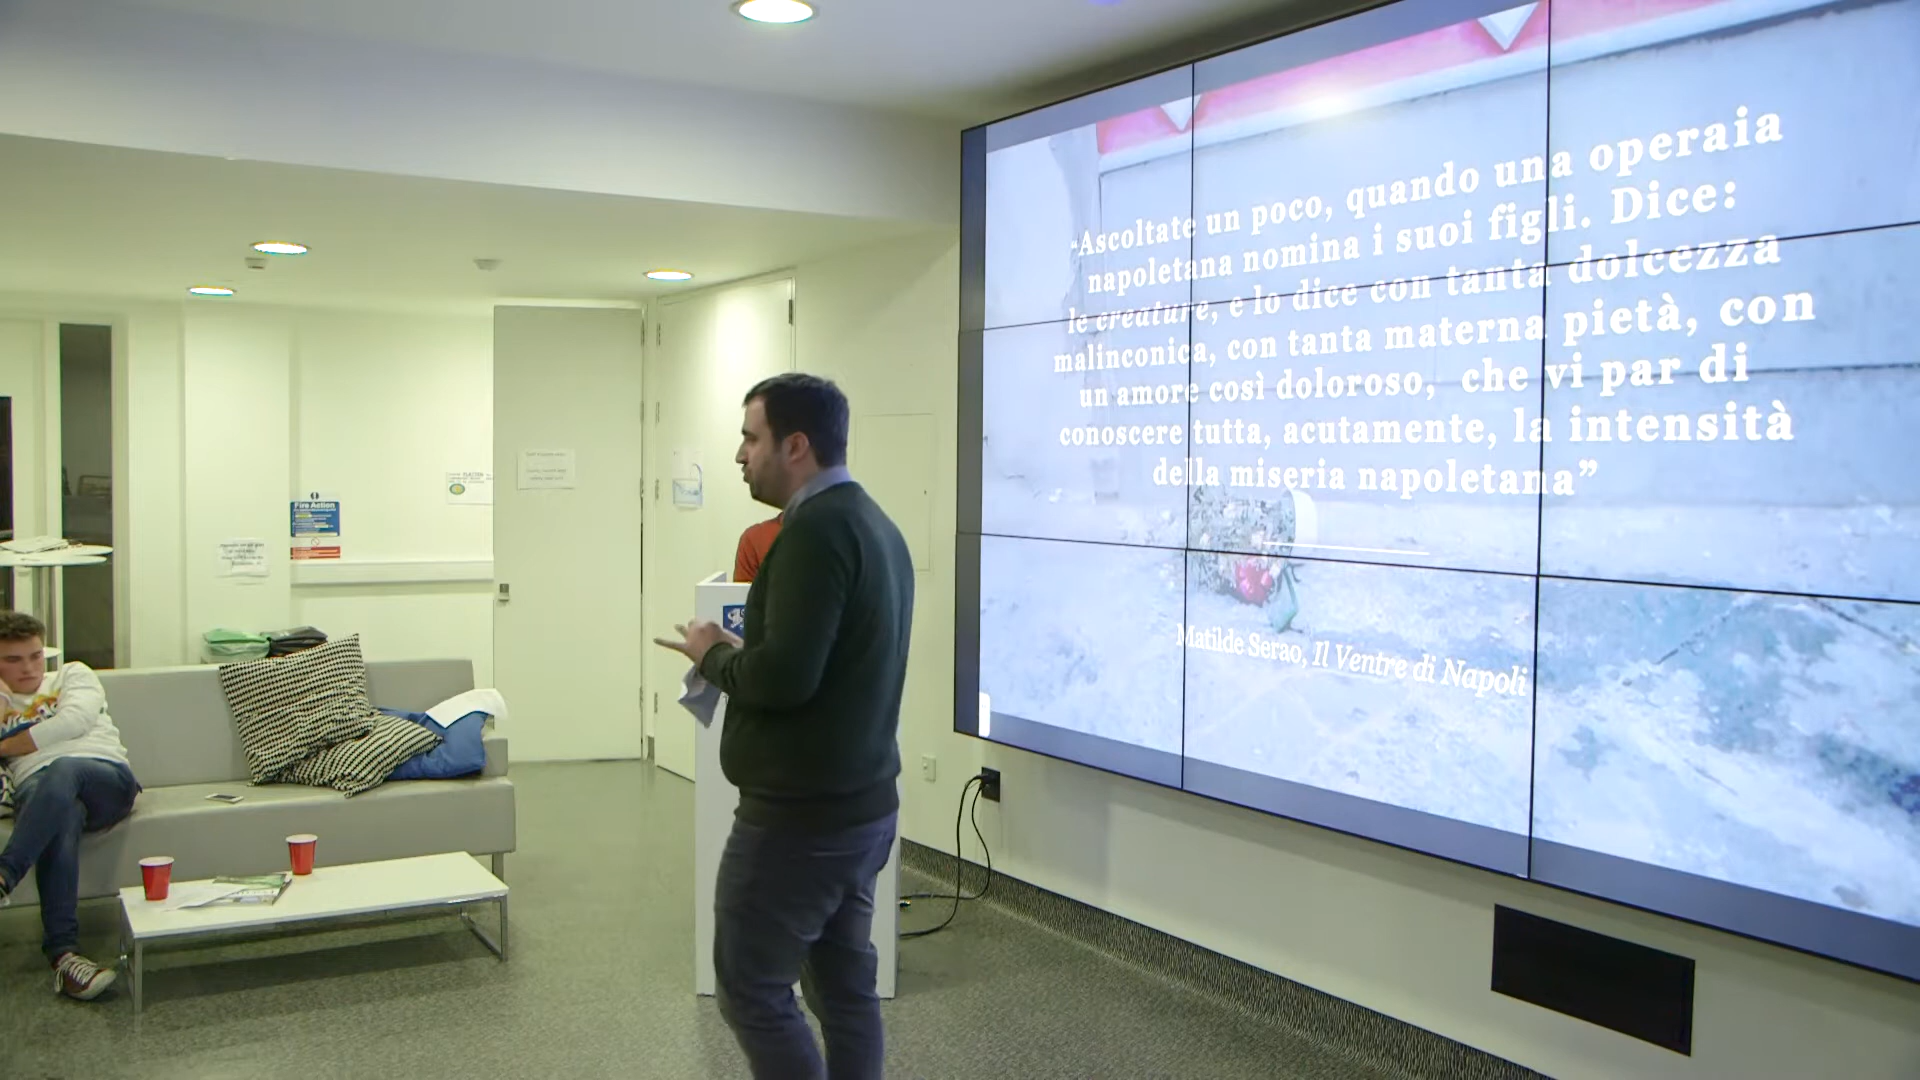 “Ascoltate un poco, quando una operaia
napoletana nomina i suoi figli. Dice:
le creature, e lo dice con tanta dolcezza
malinconica, con tanta materna pietà, con
un amore così doloroso, che vi par di
conoscere tutta, acutamente, la intensità
della miseria napoletana”
Matilde Serao, Il Ventre di Napoli
Fire Action